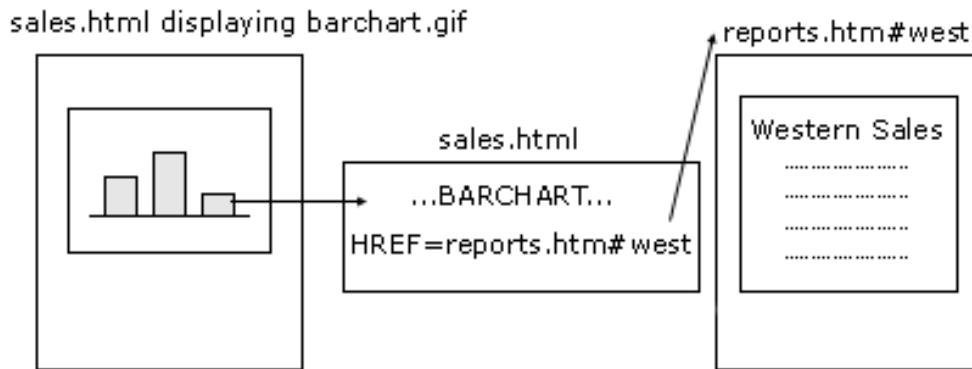 sales.html displaying barchart.gif
reports.htm#west
Western Sales
sales.html
...BARCHART...
HREF=reports.htm#west